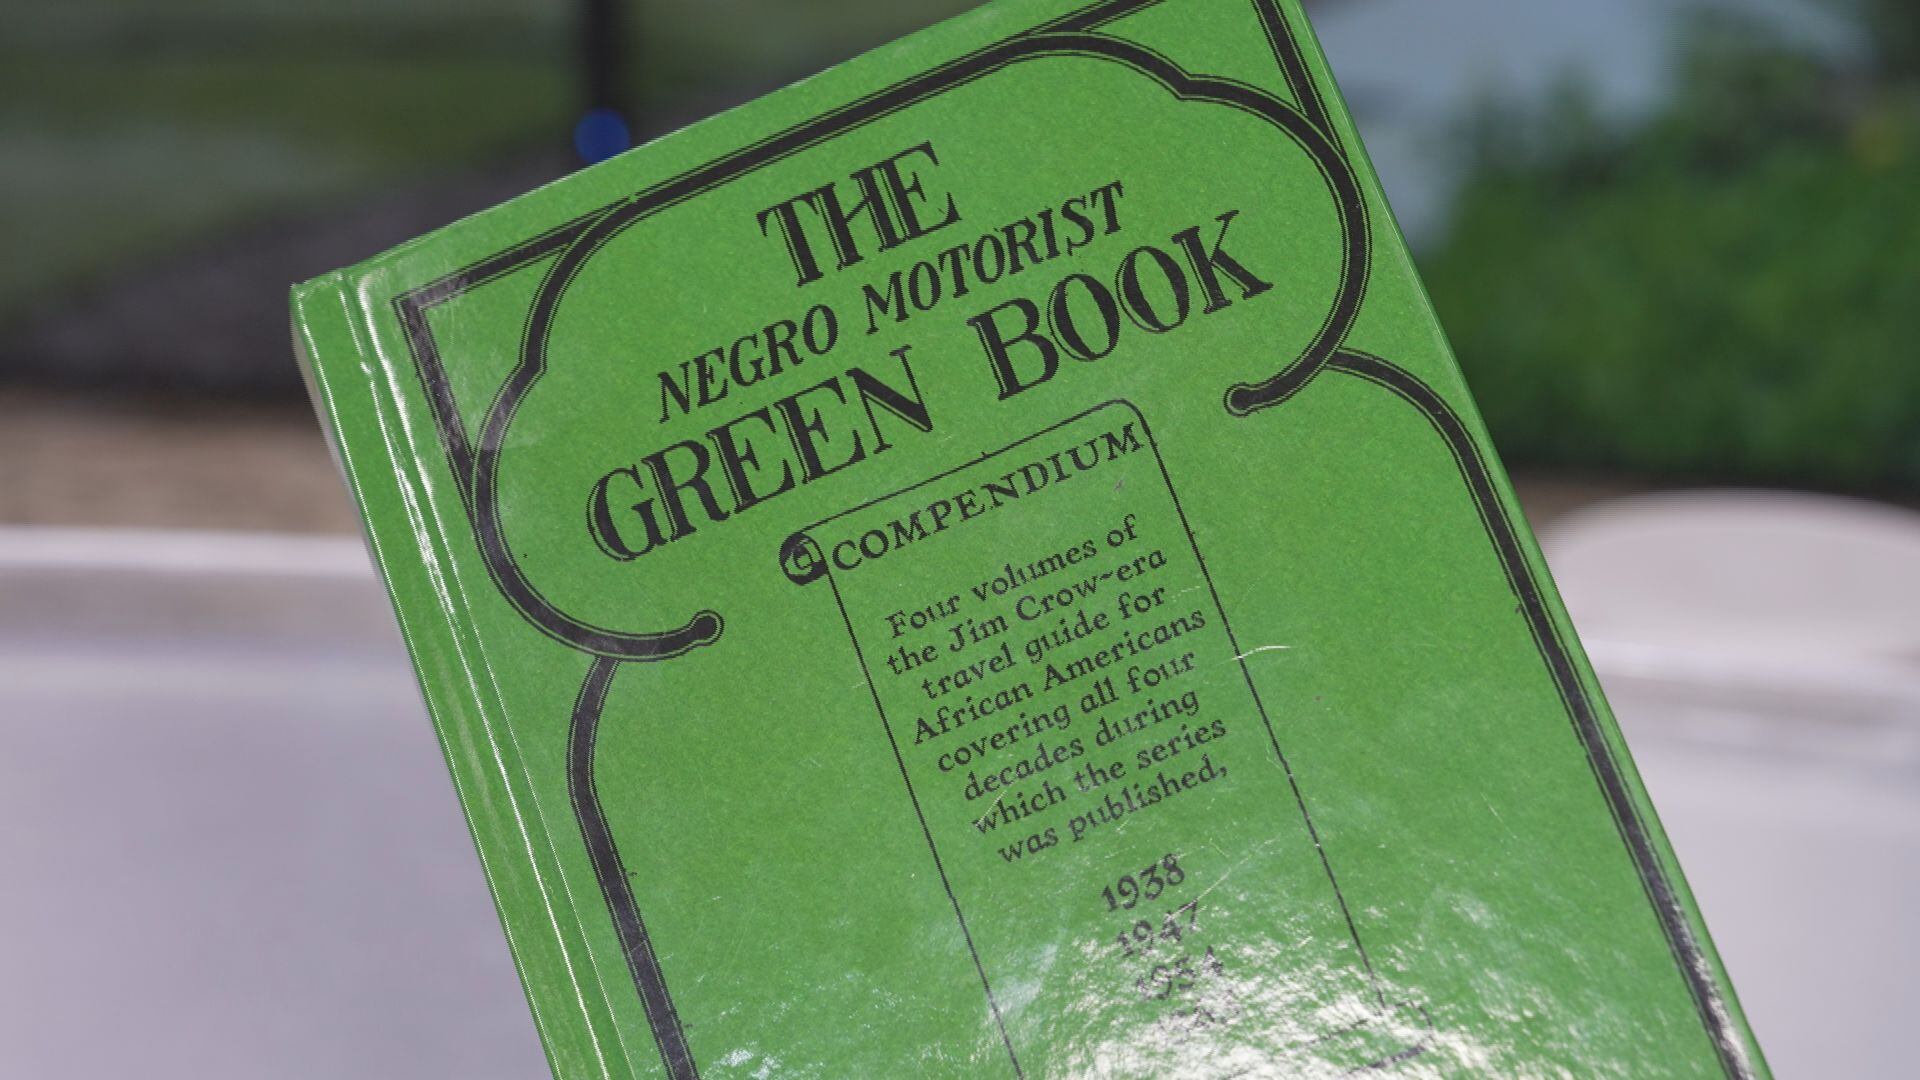 THE
NEGRO MOTORIST
GREEN BOOK
COMPENDIUM
Four volumes of
the Jim Crow~era
travel guide for
African Americans
covering all four
decades during
which the series
was published,
1938
1947
1954